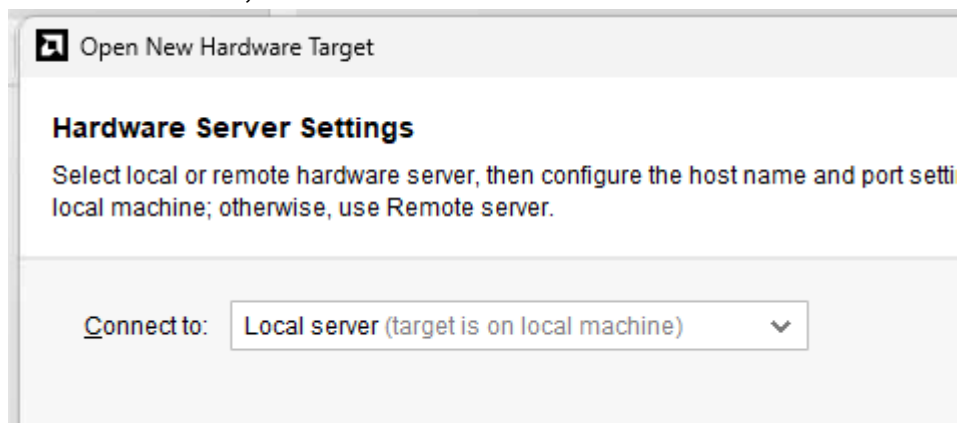 Open New Hardware Target
Hardware Server Settings
Select local or remote hardware server, then configure the host name and port
local machine; otherwise, use Remote server.
Connect to: Local server (target is on local machine)